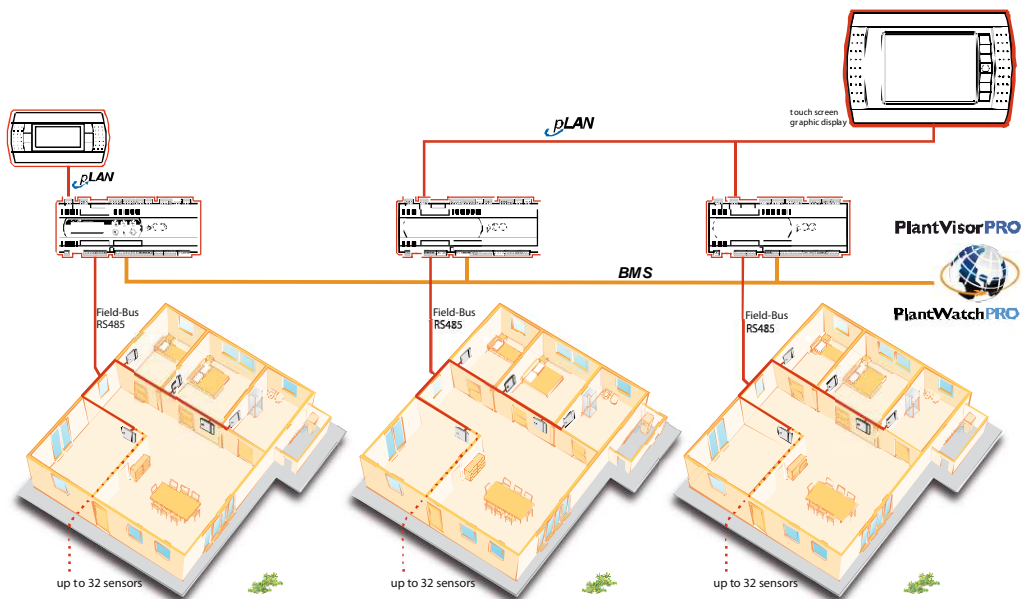 touch screen
graphic display
pLAN
pLAN
PlantVisorPRO
BMS
PlantWatchPRO
Field-Bus
RS485
Field-Bus
RS485
Field-Bus
RS485
up to 32 sensors
up to 32 sensors
up to 32 sensors